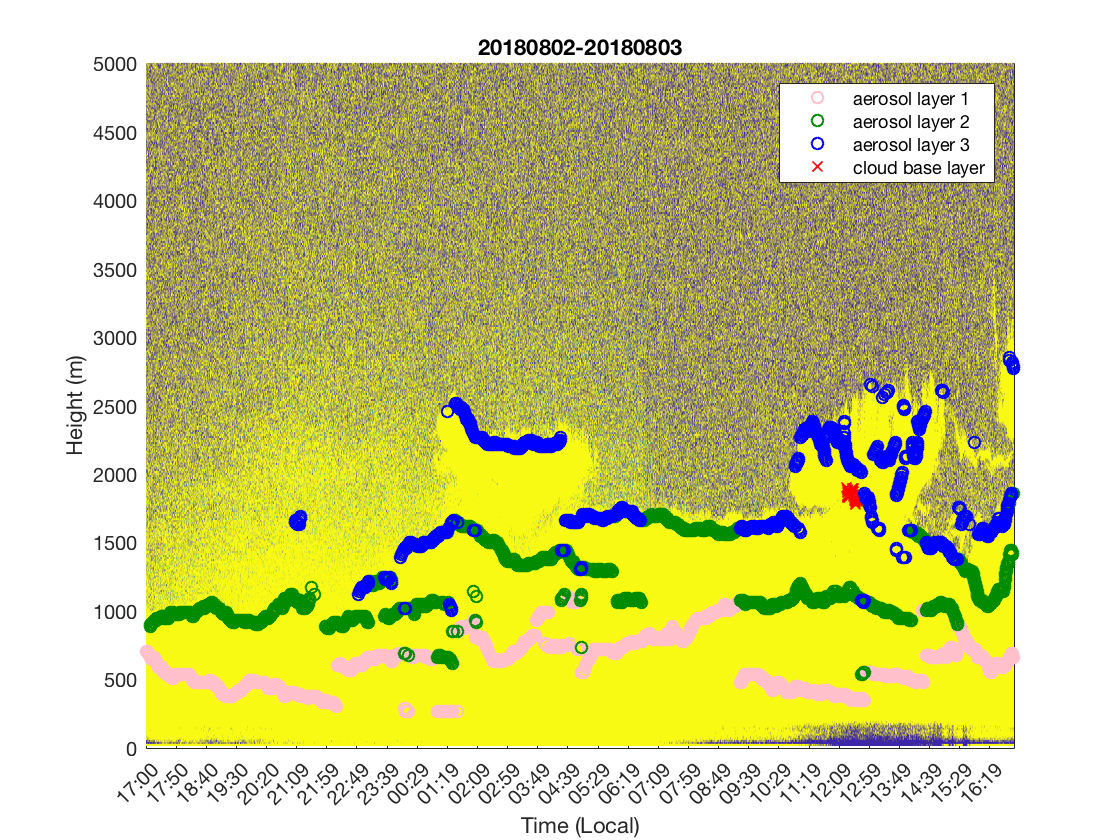 20180802-20180803
5000
4500
4000
3500
3000
2500
2000
1500
1000
500
0
Height (m)
aerosol layer 1
aerosol layer 2
aerosol layer 3
cloud base layer
17:00 17:50 18:40 19:30 20:20 21:09 21:59 22:49 23:39 00:29 01:19 02:09 02:59 03:49 04:39 05:29 06:19 07:09 07:59 08:49 09:39 10:29 11:19 12:09 12:59 13:49 14:39 15:29 16:19
Time (Local)